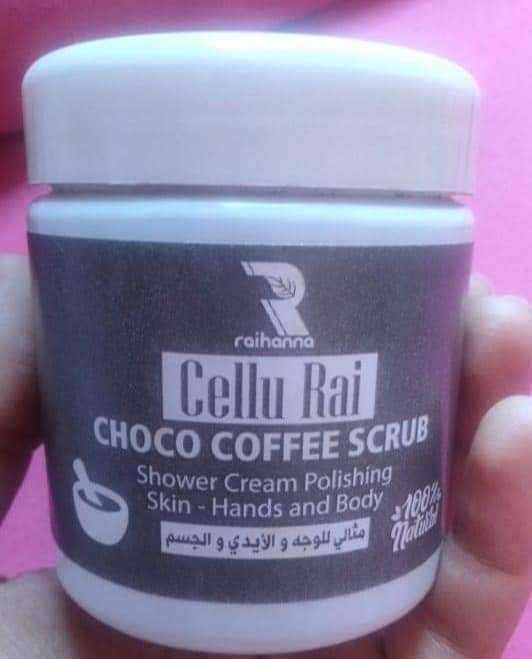 raihanna
Cellu Rai
CHOCO COFFEE SCRUB
Shower Cream Polishing
Skin - Hands and Body
مثالي للوجه و الأيدي و الجسم
100%
Natural